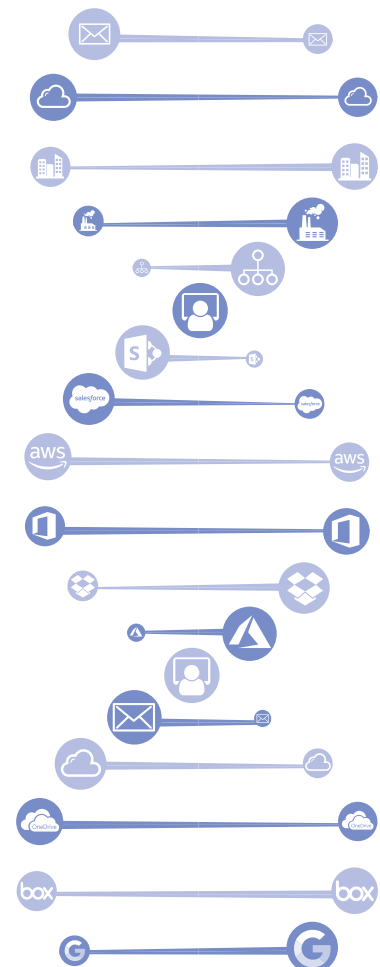 S
S
salesforce
salesforce
aws
aws
OneDrive
OneDrive
box
box
G
G